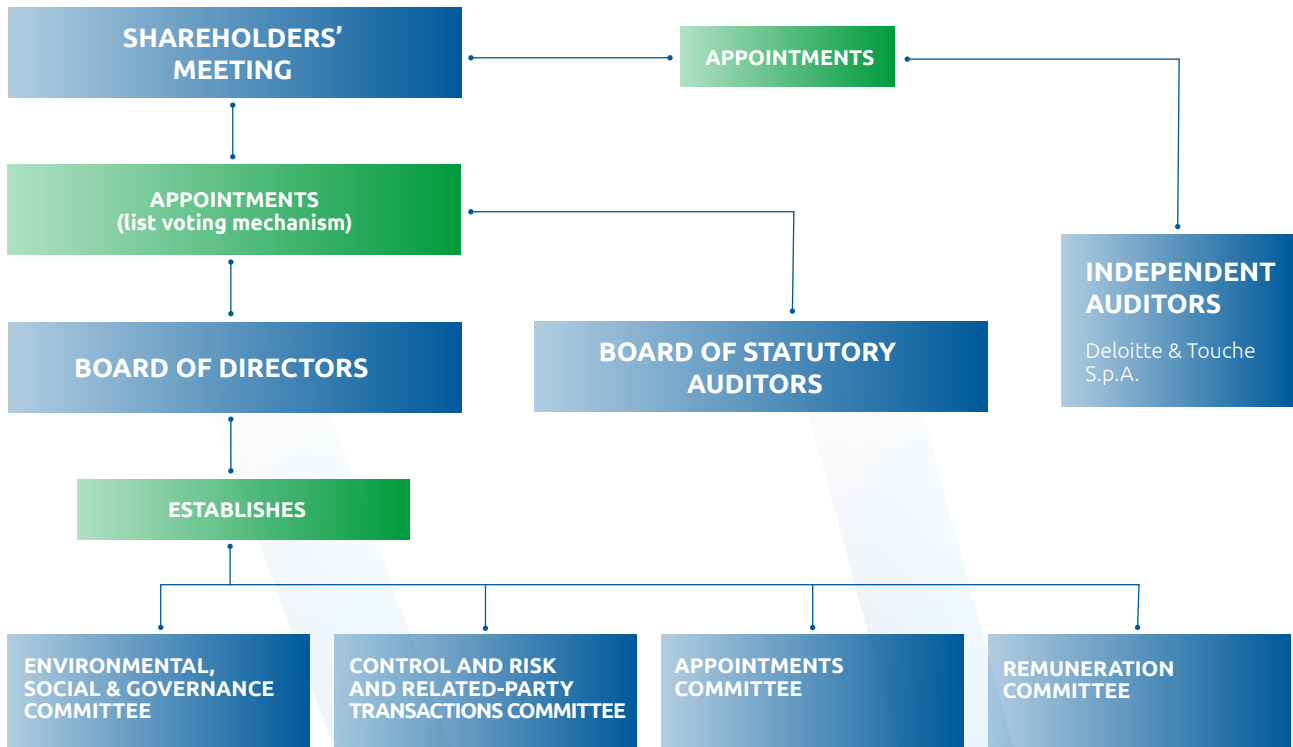 SHAREHOLDERS’
MEETING
APPOINTMENTS
APPOINTMENTS
(list voting mechanism)
INDEPENDENT
AUDITORS
Deloitte & Touche
S.p.A.
BOARD OF DIRECTORS
BOARD OF STATUTORY
AUDITORS
ESTABLISHES
ENVIRONMENTAL,
SOCIAL & GOVERNANCE
COMMITTEE
CONTROL AND RISK
AND RELATED-PARTY
TRANSACTIONS COMMITTEE
APPOINTMENTS
COMMITTEE
REMUNERATION
COMMITTEE